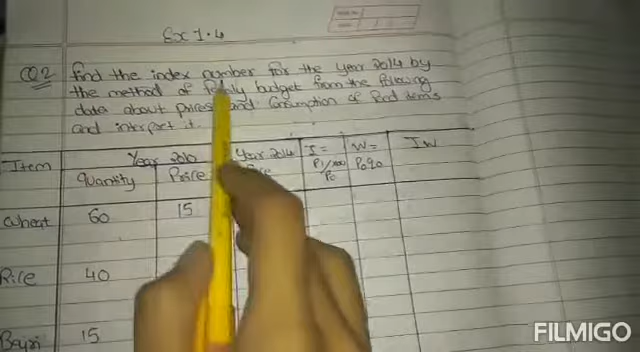 Ex 1.4
Q2 find the index number for the year 2014 by
the method of family budget from the following
data about prices and Consumption of food items
and interpret it.
Item Year 2010 Year 2014 I = W = IW
Quantity Price P1/100 P0q0
P0
Wheat 60 15
Rice 40
Bajri 15
FILMIGO